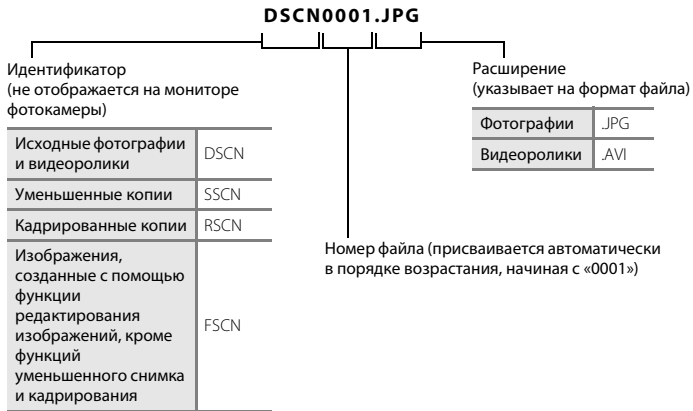 DSCN0001.JPG
Идентификатор
(не отображается на мониторе
фотокамеры)
Исходные фотографии
и видеоролики
DSCN
Уменьшенные копии
SSCN
Кадрированные копии
RSCN
Изображения,
созданные с помощью
функции
редактирования
изображений, кроме
функций
уменьшенного снимка
и кадрирования
FSCN
Номер файла (присваивается автоматически
в порядке возрастания, начиная с «0001»)
Расширение
(указывает на формат файла)
Фотографии
.JPG
Видеоролики
.AVI